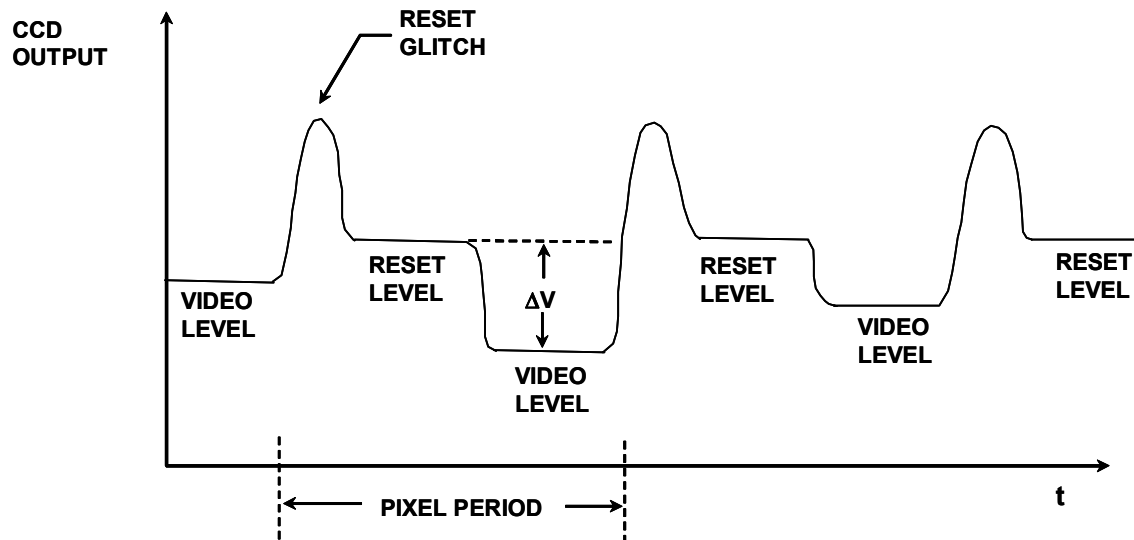 CCD
OUTPUT
RESET
GLITCH
VIDEO
LEVEL
RESET
LEVEL
ΔV
VIDEO
LEVEL
RESET
LEVEL
VIDEO
LEVEL
RESET
LEVEL
PIXEL PERIOD
t